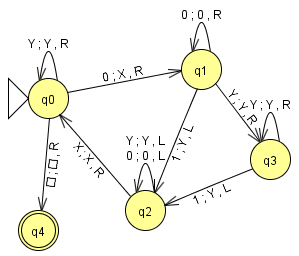 0 ; 0 , R
Y ; Y , R
q1
0 ; X , R
q0
Y ; Y , R
Y ; Y , R
1 ; Y , L
Y ; Y , L
0 ; 0 , L
X ; X , R
q3
□ ; □ , R
1 ; Y , L
q2
q4